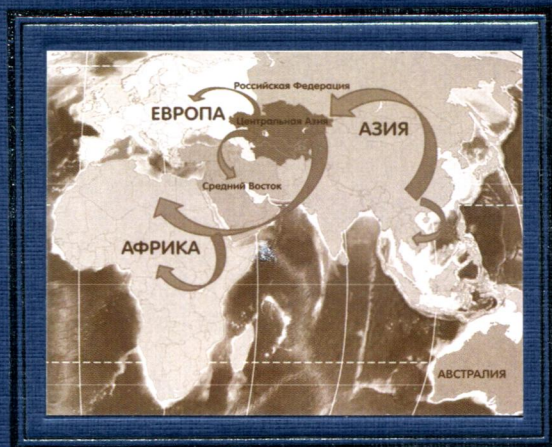 Российская Федерация
ЕВРОПА
Центральная Азия
АЗИЯ
Средний Восток
АФРИКА
АВСТРАЛИЯ